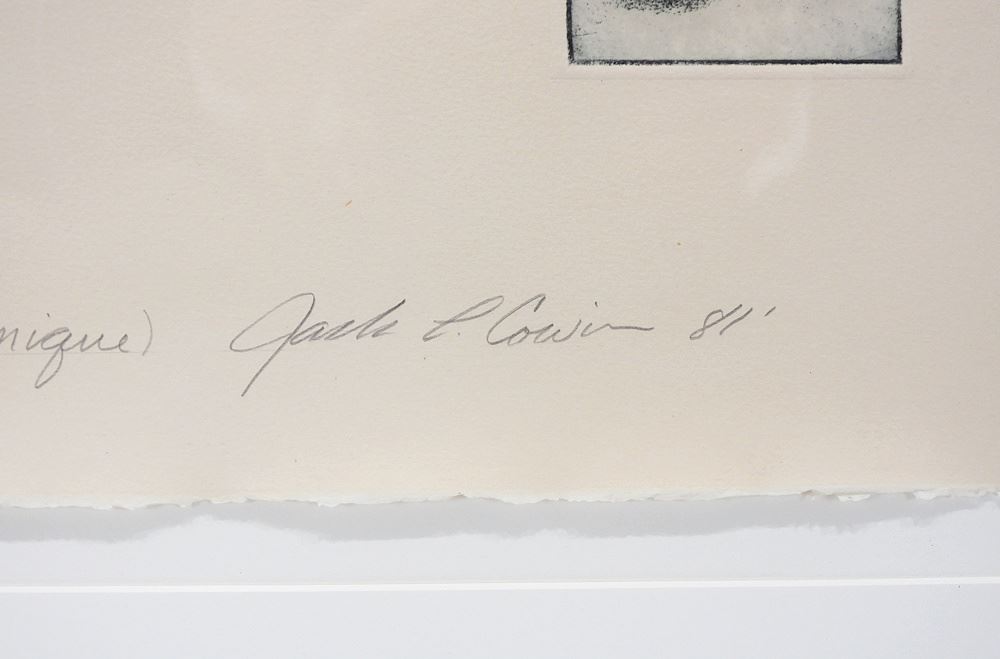 nique) Jack L. Cowin 81'